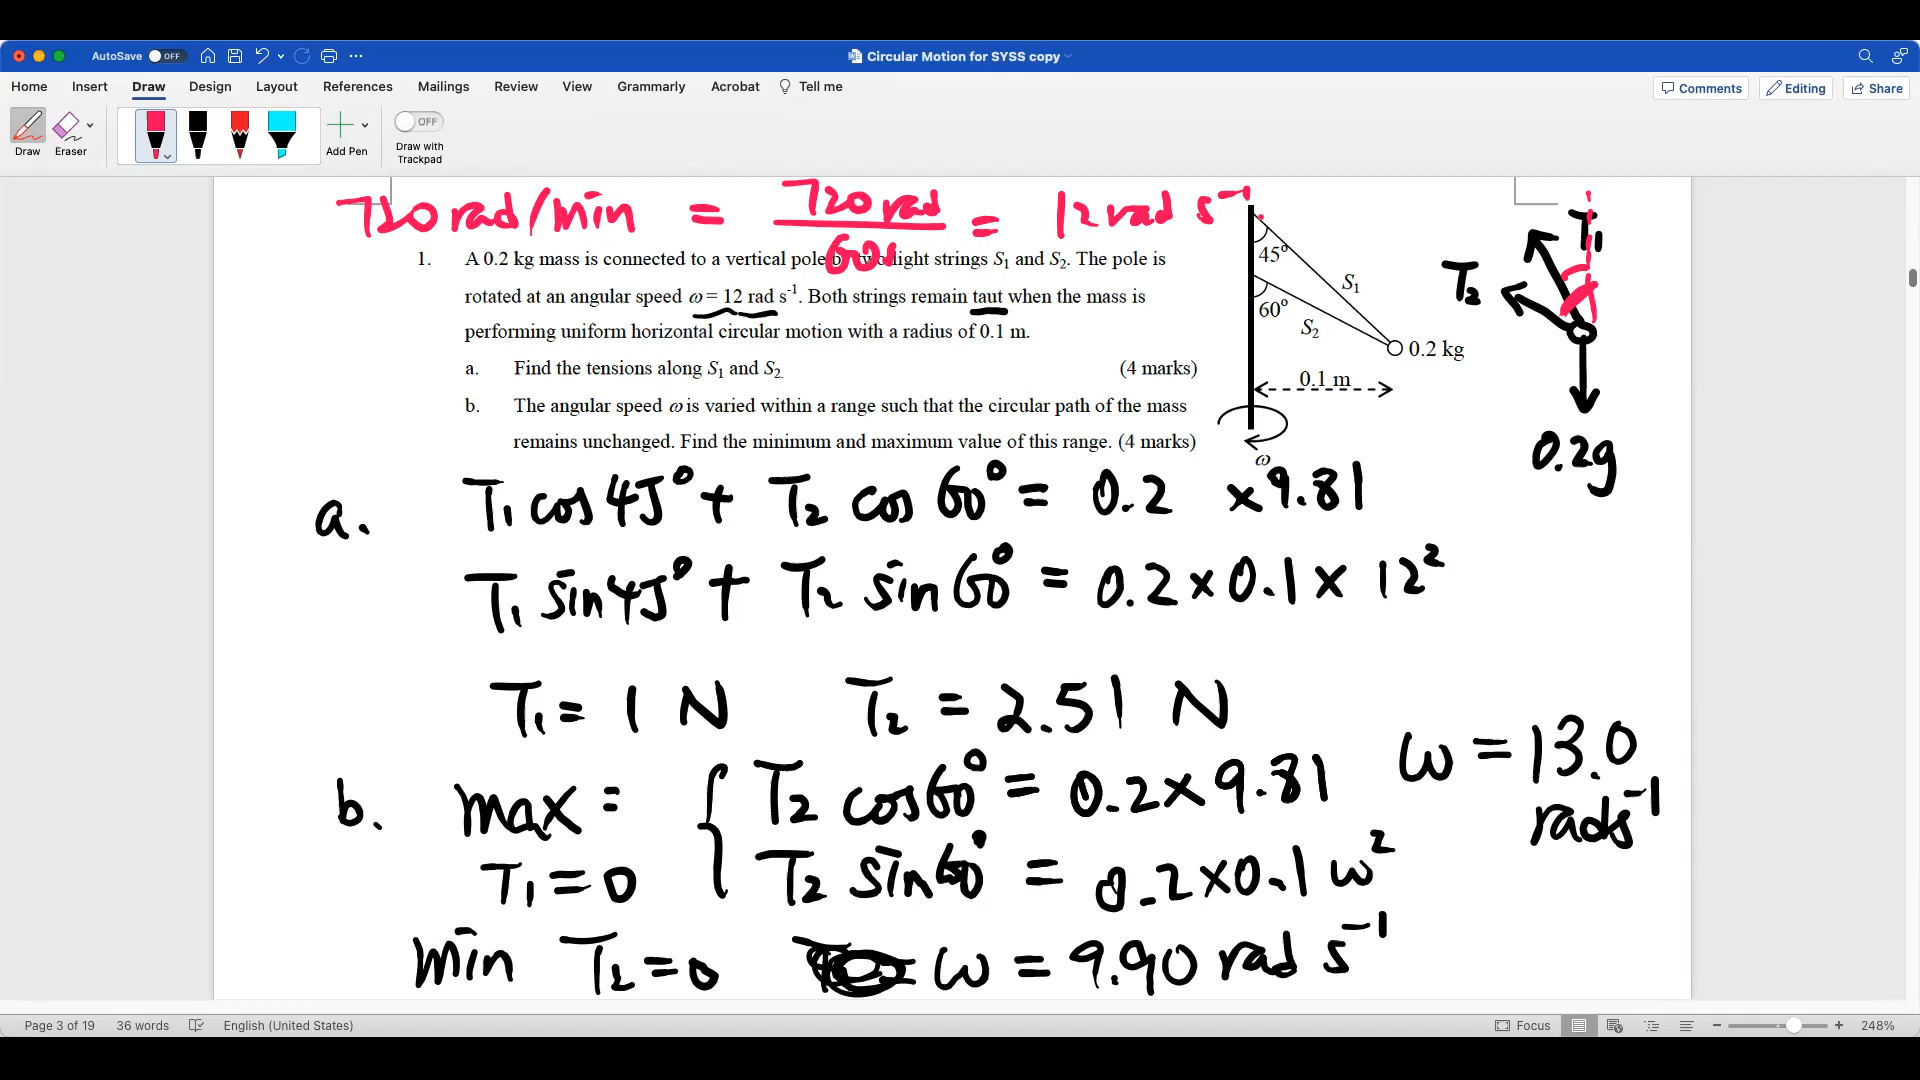 AutoSave OFF
Circular Motion for SYSS copy
Home Insert Draw Design Layout References Mailings Review View Grammarly Acrobat Tell me
Comments Editing Share
Draw Eraser Add Pen OFF Draw with Trackpad
720 rad/min = 720 rad / 60s = 12 rad s⁻¹
1. A 0.2 kg mass is connected to a vertical pole by two light strings S₁ and S₂. The pole is
rotated at an angular speed ω = 12 rad s⁻¹. Both strings remain taut when the mass is
performing uniform horizontal circular motion with a radius of 0.1 m.
a. Find the tensions along S₁ and S₂. (4 marks)
b. The angular speed ω is varied within a range such that the circular path of the mass
remains unchanged. Find the minimum and maximum value of this range. (4 marks)
45°
S₁
60°
S₂
0.2 kg
0.1 m
ω
T₁
T₂
0.2g
a. T₁ cos 45° + T₂ cos 60° = 0.2 × 9.81
T₁ sin 45° + T₂ sin 60° = 0.2 × 0.1 × 12²
T₁ = 1 N T₂ = 2.51 N
b. max : { T₂ cos 60° = 0.2 × 9.81
T₁ = 0 T₂ sin 60° = 0.2 × 0.1 ω²
ω = 13.0
rad s⁻¹
min T₂ = 0 ω = 9.90 rad s⁻¹
Page 3 of 19 36 words English (United States) Focus 248%